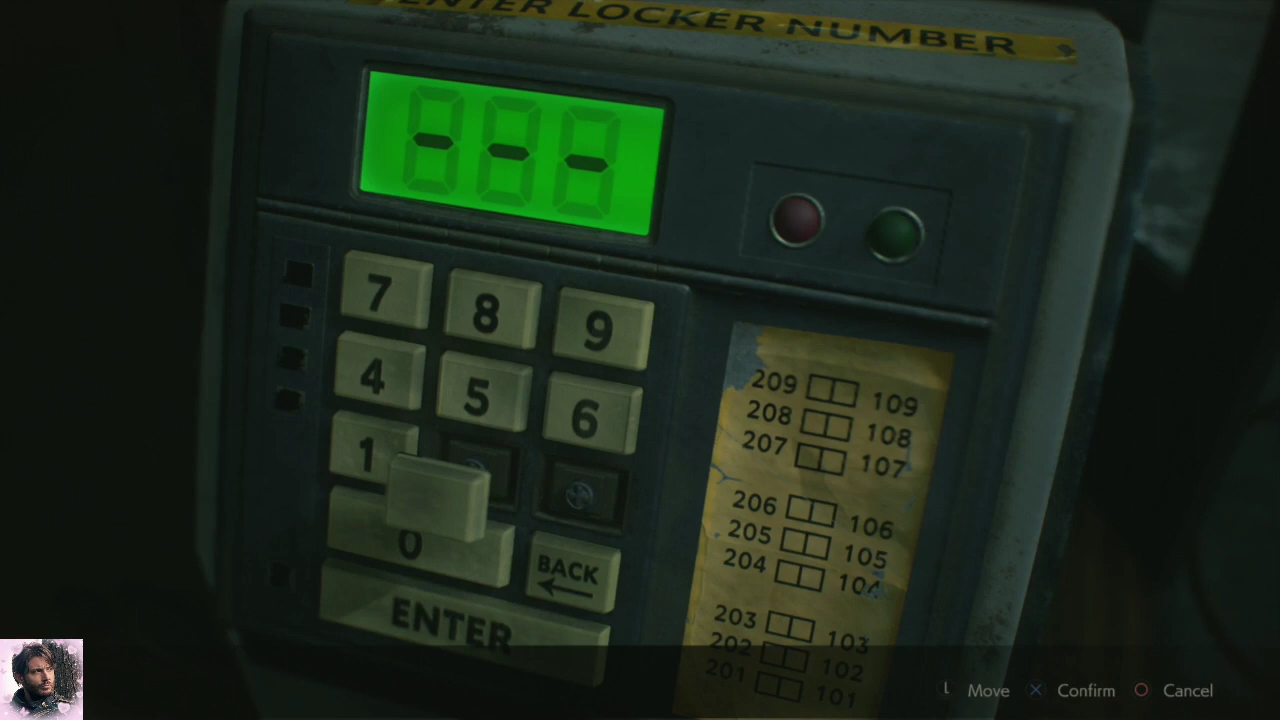 ENTER LOCKER NUMBER
- - -
7 8 9
4 5 6
1
0 BACK
ENTER
209 109
208 108
207 107
206 106
205 105
204 104
203 103
202 102
201 101
L Move X Confirm O Cancel